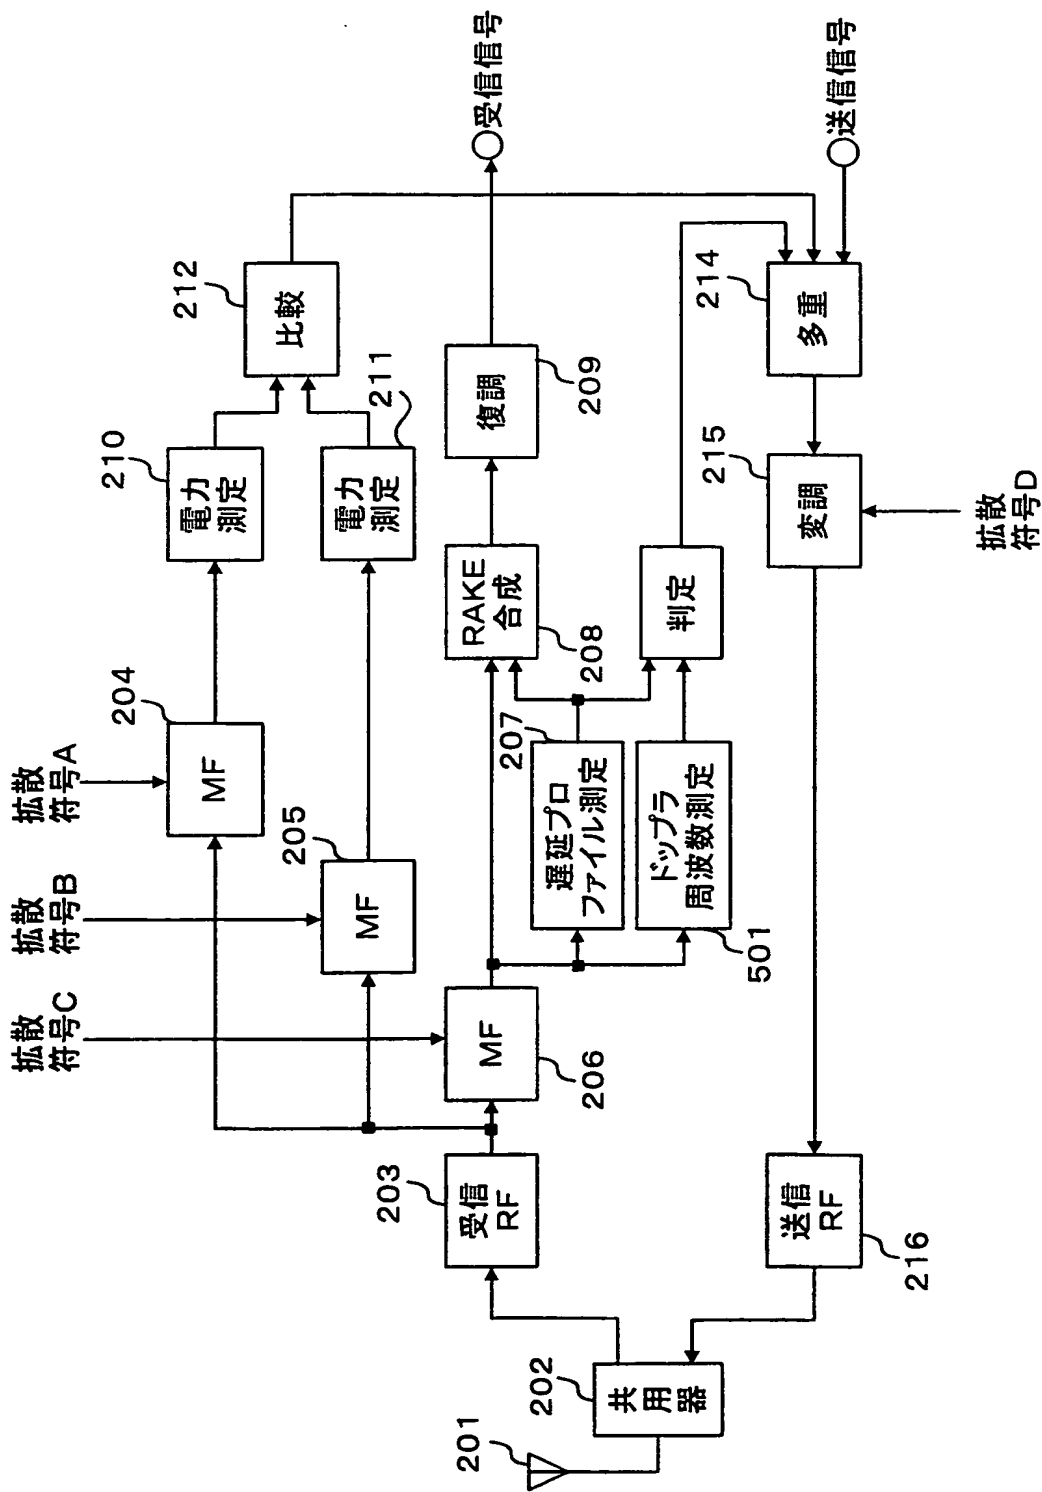 201
202
共用器
203
受信
RF
216
送信
RF
拡散
符号C
206
MF
拡散
符号B
205
MF
拡散
符号A
204
MF
207
遅延プロ
ファイル測定
501
ドップラ
周波数測定
208
RAKE
合成
判定
210
電力
測定
211
電力
測定
212
比較
209
復調
215
変調
拡散
符号D
214
多重
受信信号
送信信号